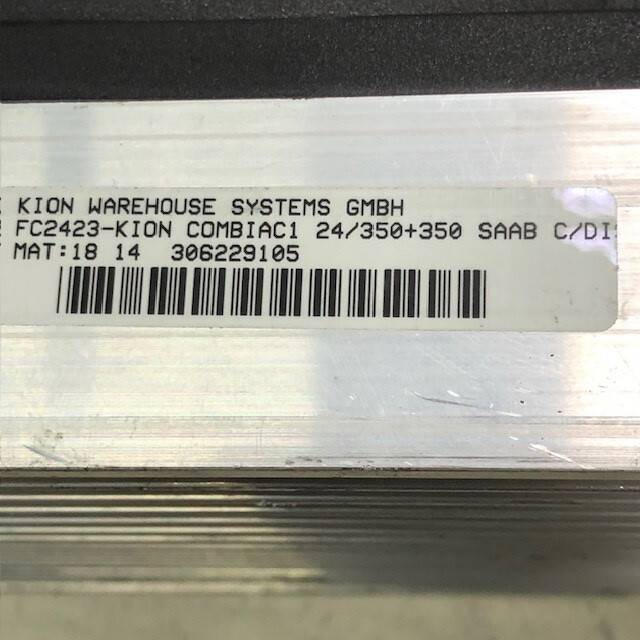 KION WAREHOUSE SYSTEMS GMBH
FC2423-KION COMBIAC1 24/350+350 SAAB C/DI
MAT:18 14 306229105